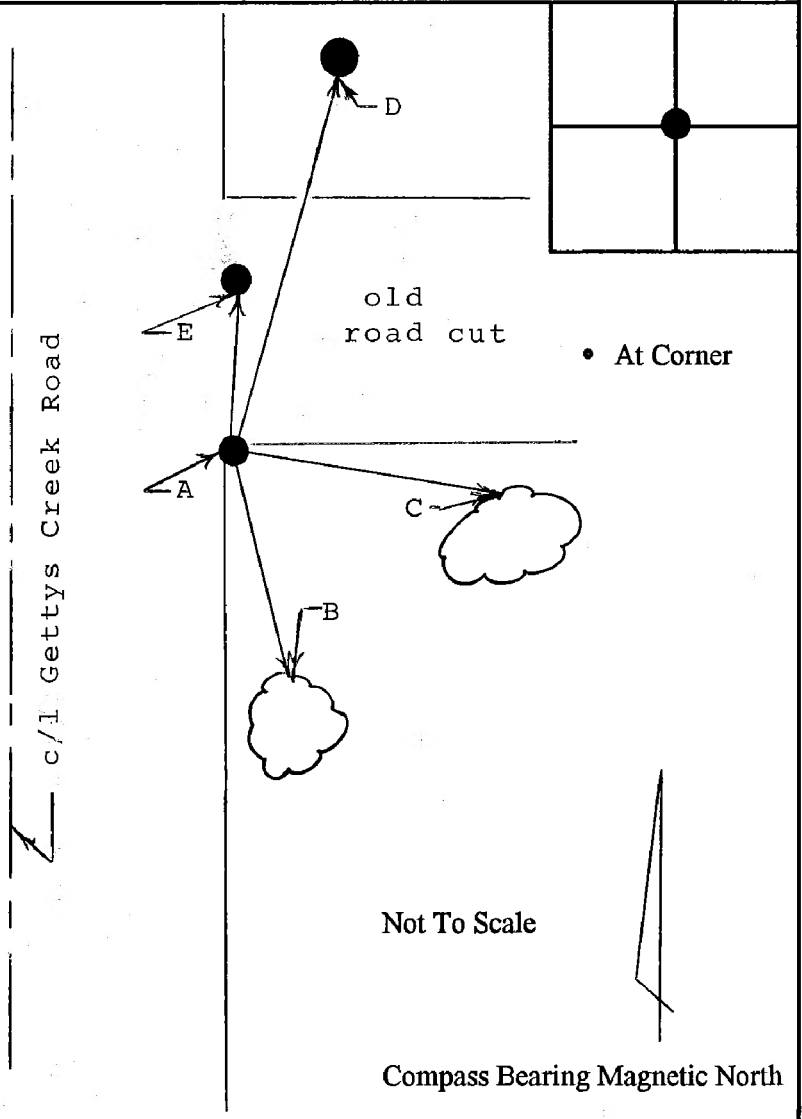 D
old
road cut
E
• At Corner
A
C
B
c/l Gettys Creek Road
Not To Scale
Compass Bearing Magnetic North